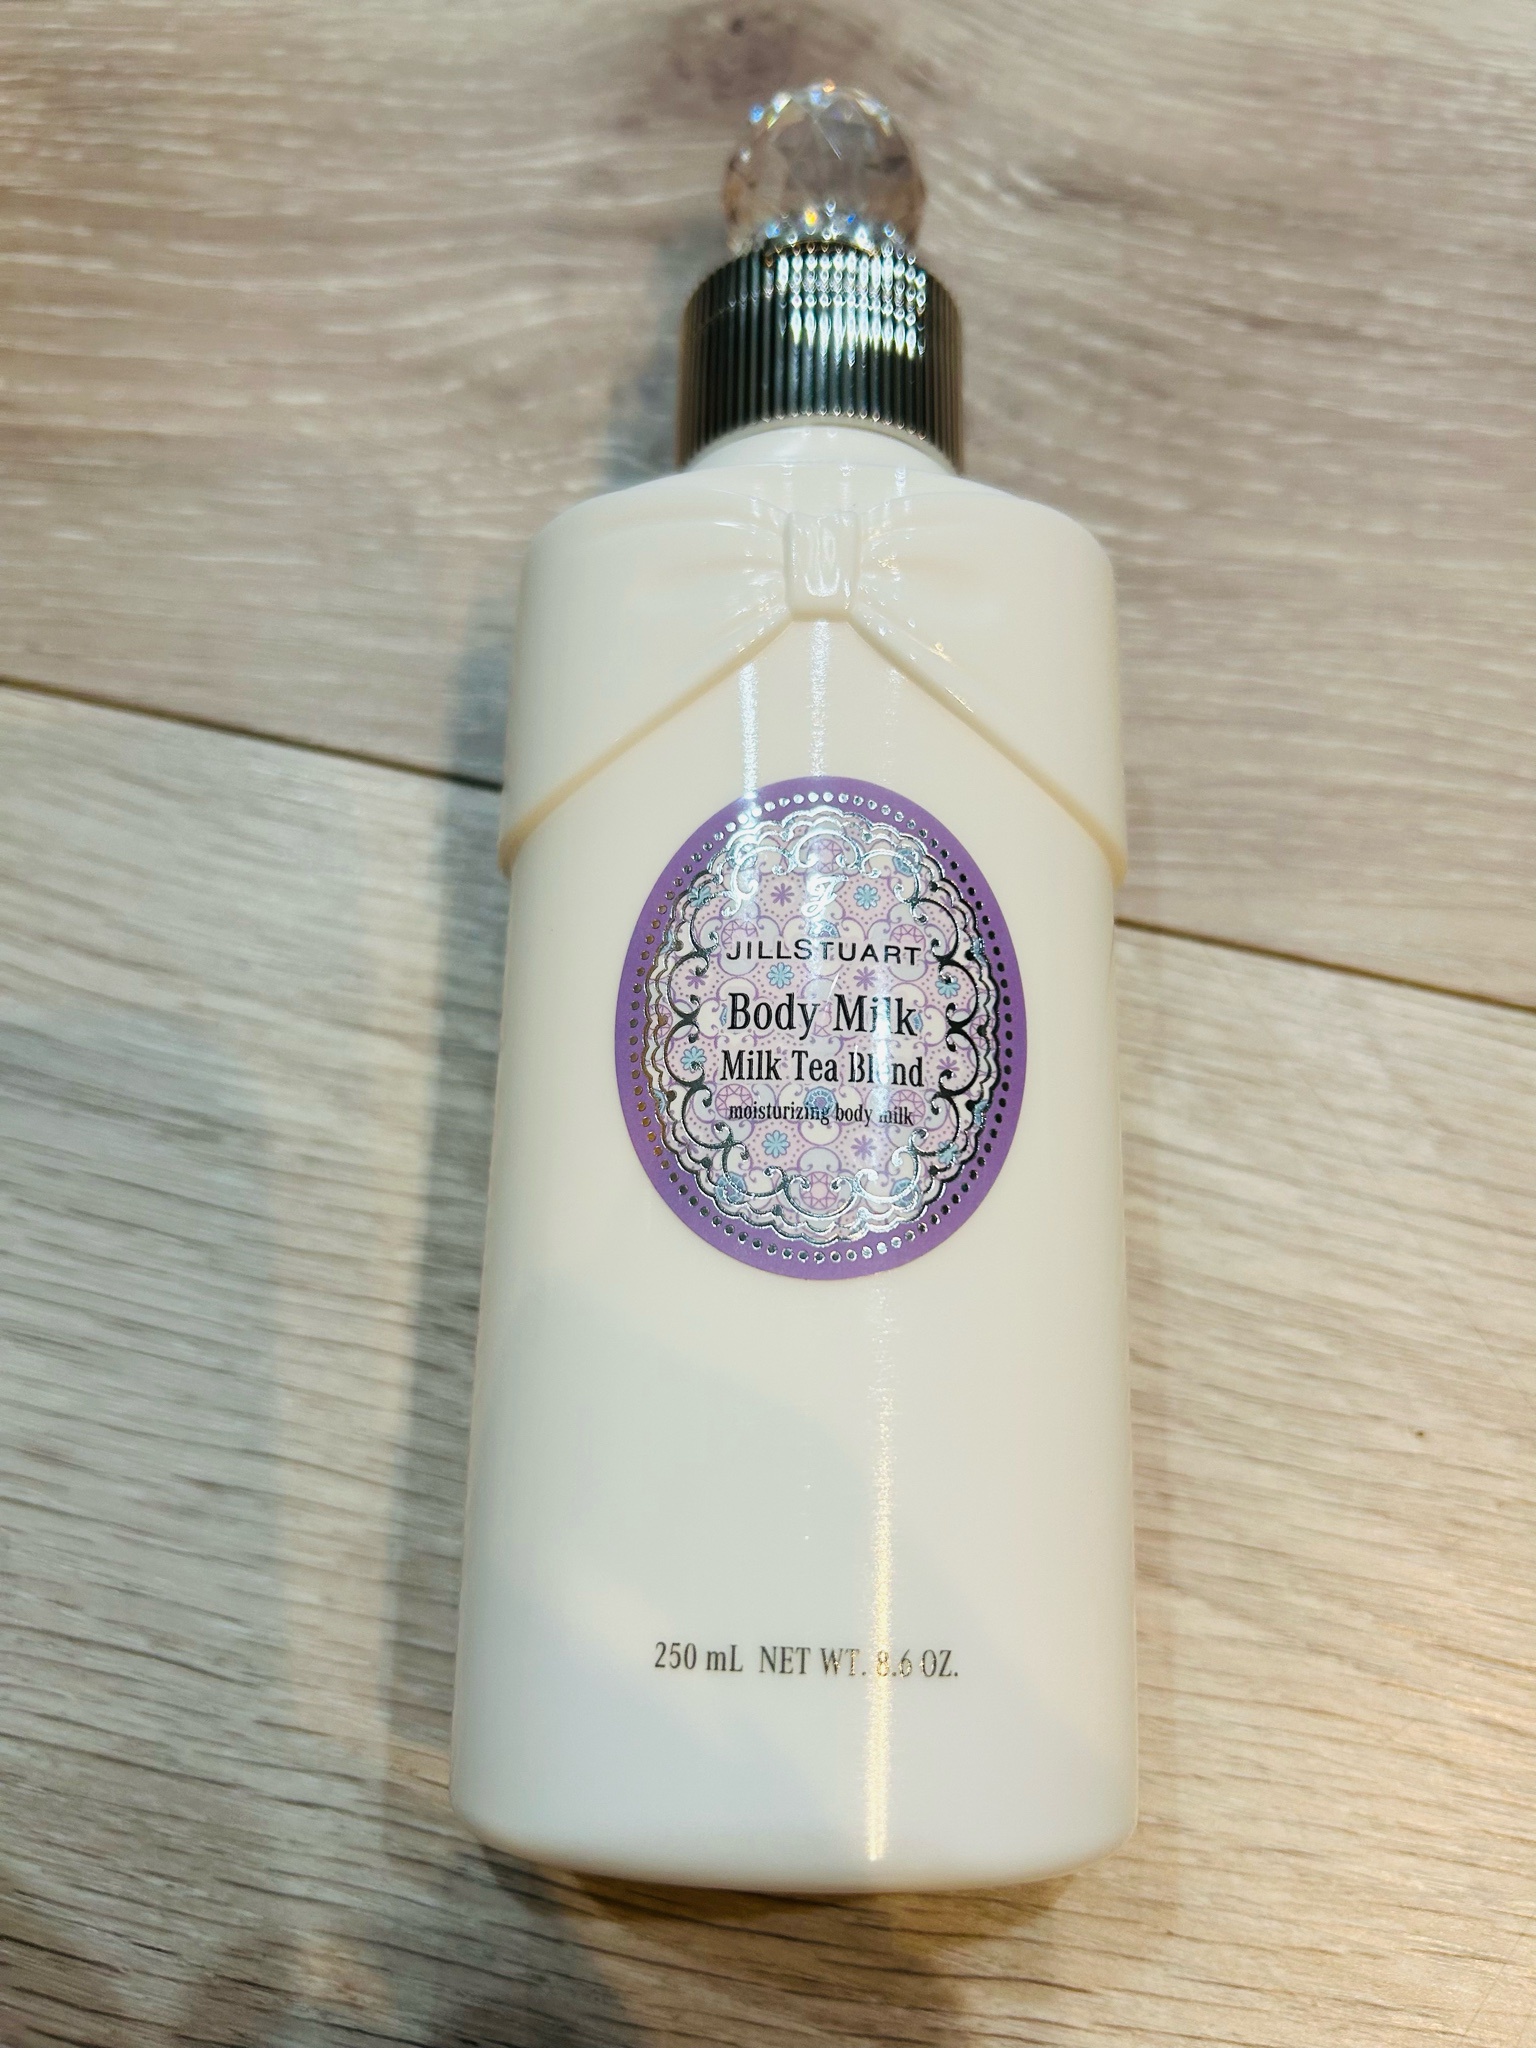 JILLSTUART
Body Milk
Milk Tea Blend
moisturizing body milk
250 mL NET WT. 8.6 OZ.